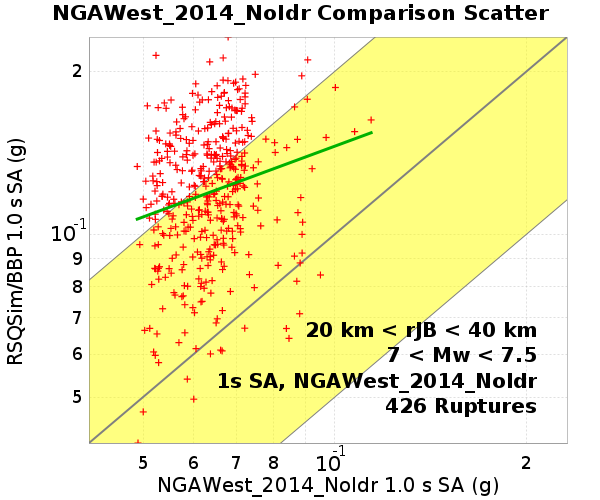 NGAWest_2014_NoIdr Comparison Scatter
RSQSim/BBP 1.0 s SA (g)
2
10-1
9
8
7
6
5
20 km < rJB < 40 km
7 < Mw < 7.5
1s SA, NGAWest_2014_NoIdr
426 Ruptures
5 6 7 8 10-1 2
NGAWest_2014_NoIdr 1.0 s SA (g)